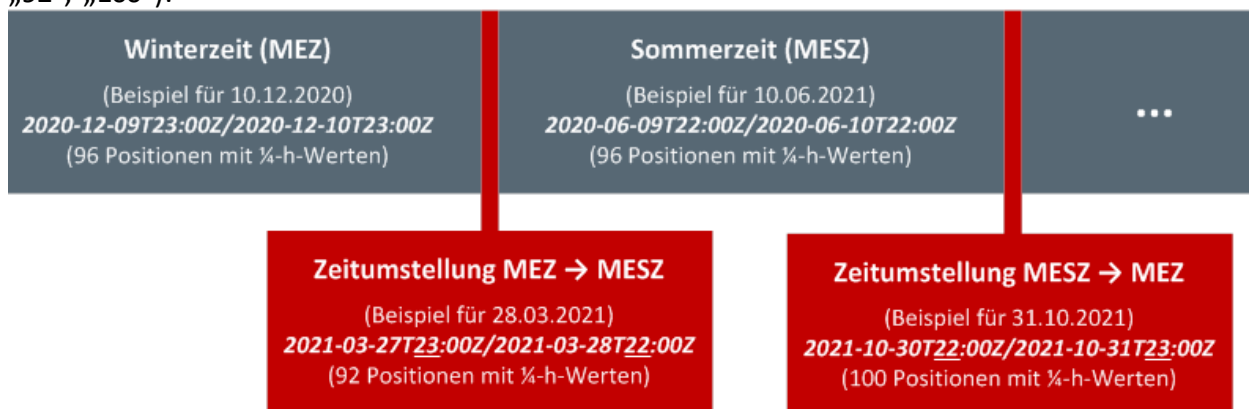 Winterzeit (MEZ)
(Beispiel für 10.12.2020)
2020-12-09T23:00Z/2020-12-10T23:00Z
(96 Positionen mit ¼-h-Werten)
Sommerzeit (MESZ)
(Beispiel für 10.06.2021)
2020-06-09T22:00Z/2020-06-10T22:00Z
(96 Positionen mit ¼-h-Werten)
...
Zeitumstellung MEZ → MESZ
(Beispiel für 28.03.2021)
2021-03-27T23:00Z/2021-03-28T22:00Z
(92 Positionen mit ¼-h-Werten)
Zeitumstellung MESZ → MEZ
(Beispiel für 31.10.2021)
2021-10-30T22:00Z/2021-10-31T23:00Z
(100 Positionen mit ¼-h-Werten)